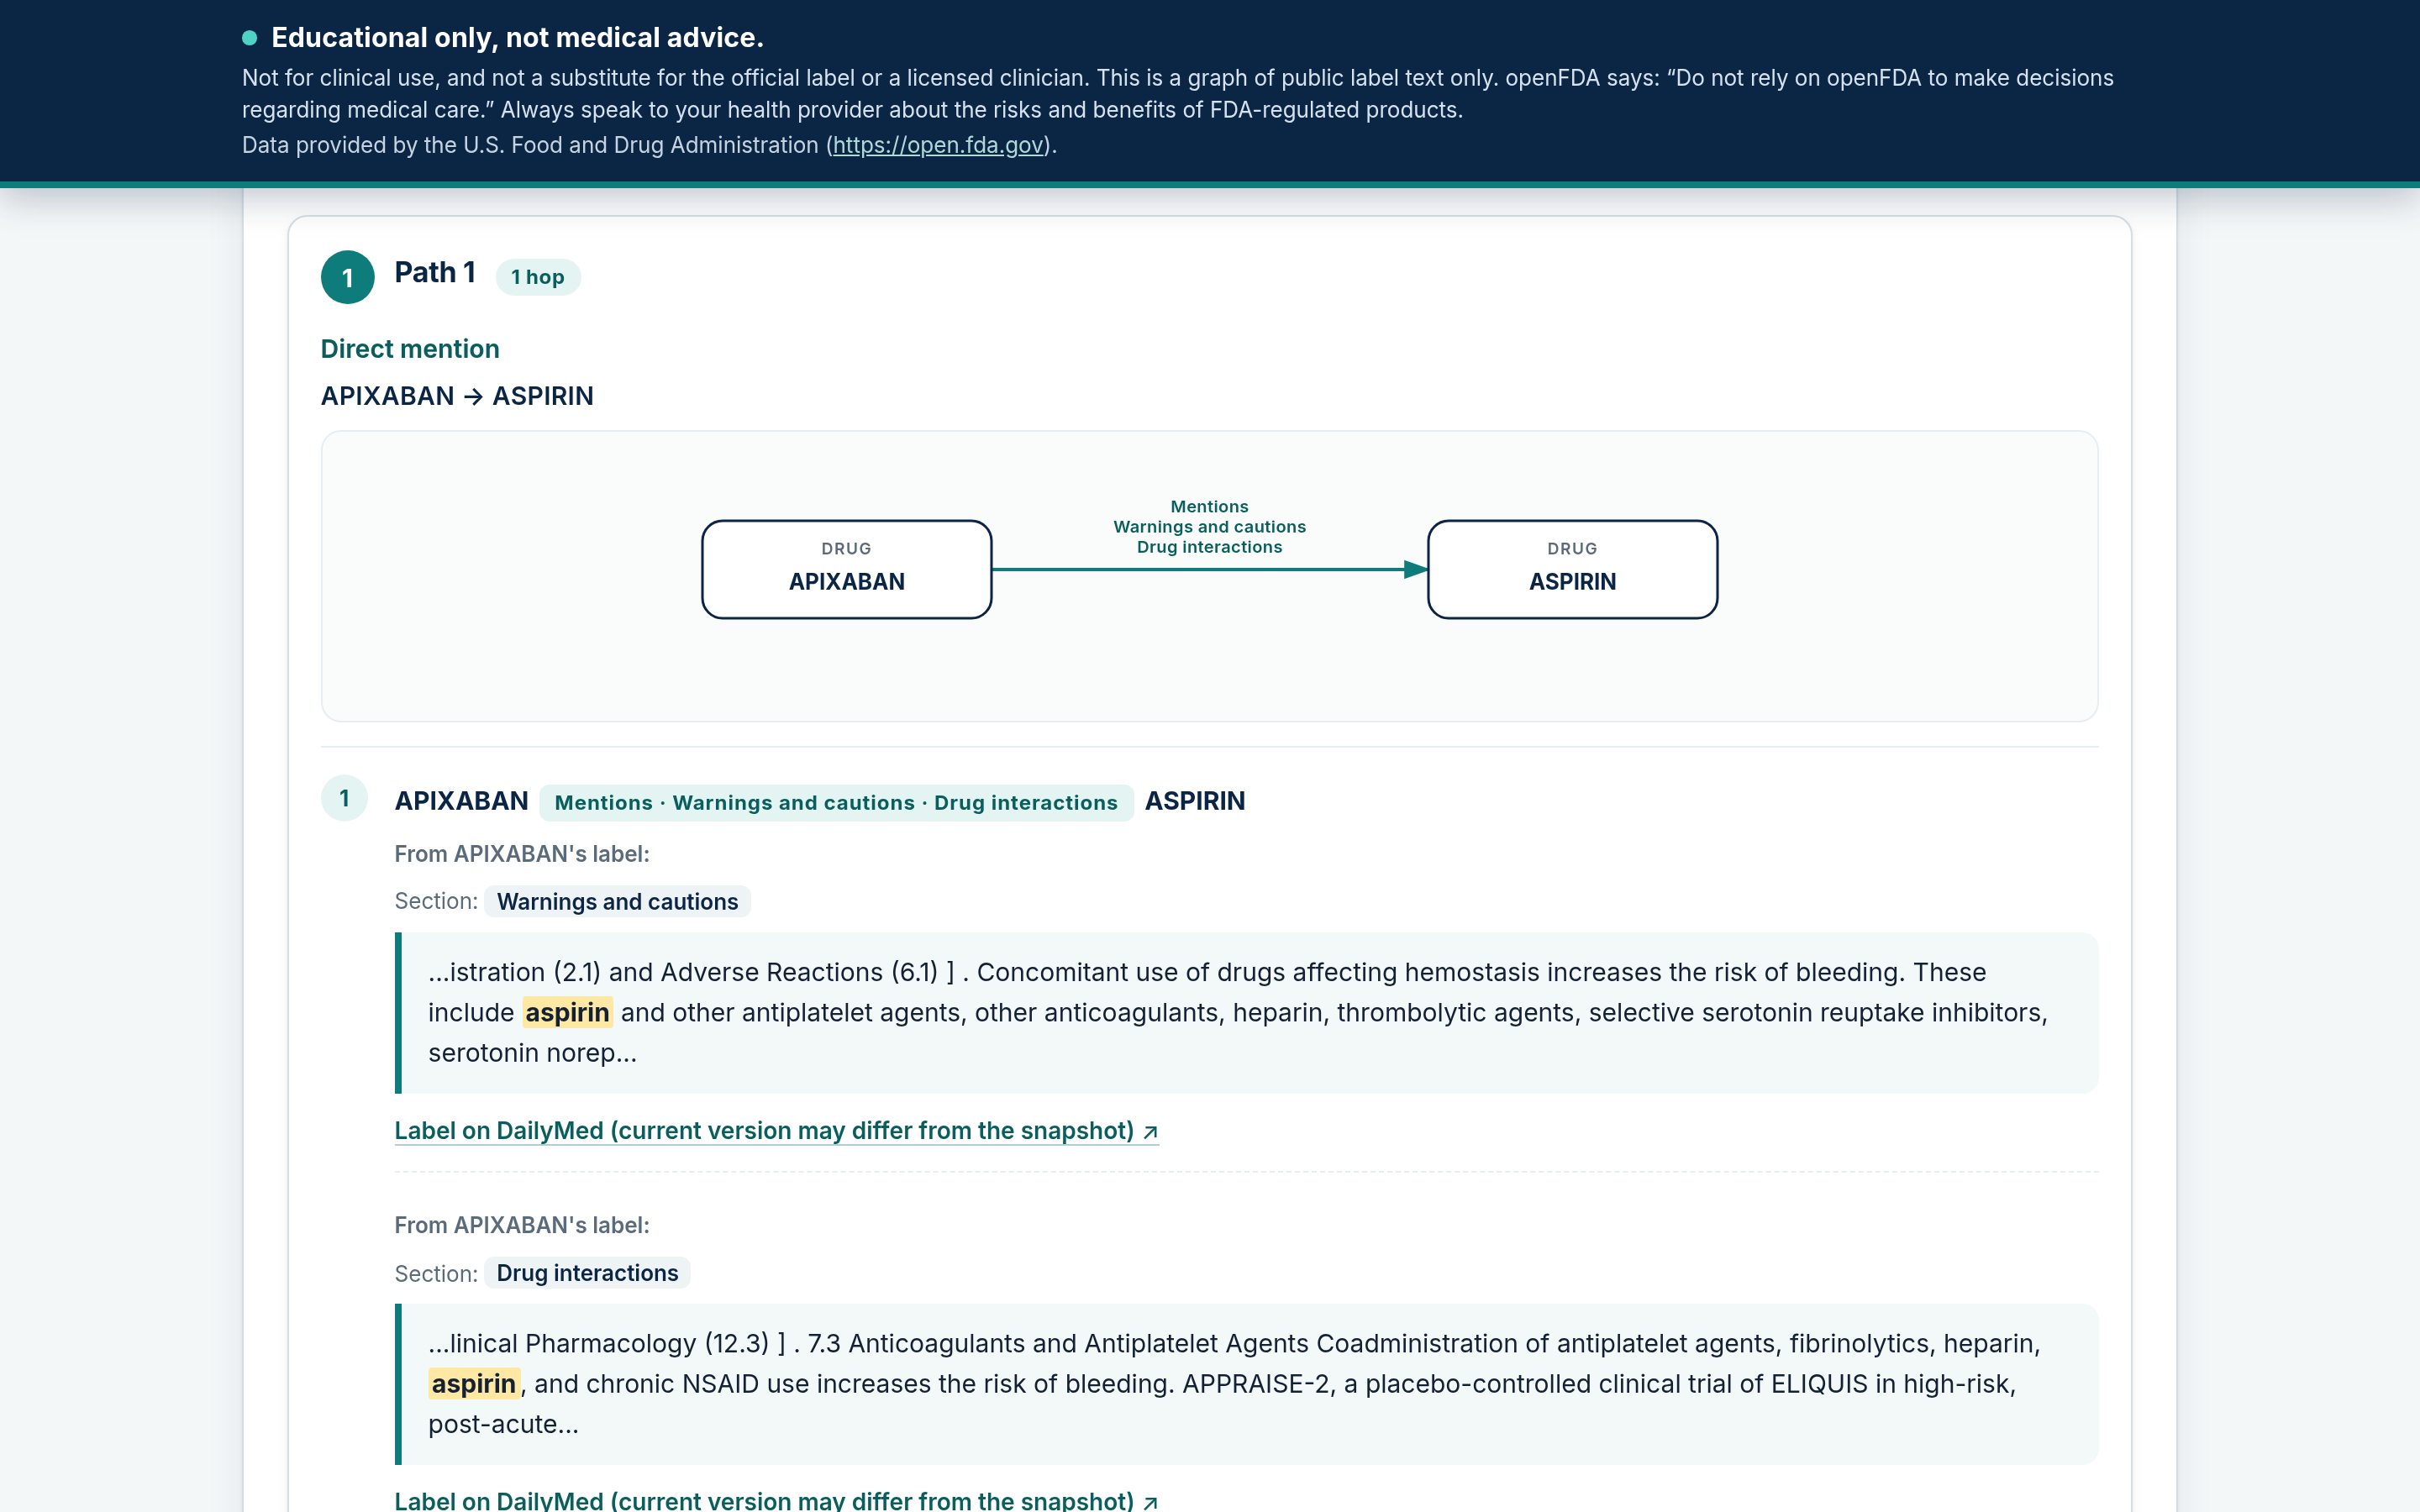 Educational only, not medical advice.
Not for clinical use, and not a substitute for the official label or a licensed clinician. This is a graph of public label text only. openFDA says: “Do not rely on openFDA to make decisions
regarding medical care.” Always speak to your health provider about the risks and benefits of FDA-regulated products.
Data provided by the U.S. Food and Drug Administration (https://open.fda.gov).
1 Path 1 1 hop
Direct mention
APIXABAN → ASPIRIN
Mentions
Warnings and cautions
Drug interactions
DRUG
APIXABAN
DRUG
ASPIRIN
1 APIXABAN Mentions · Warnings and cautions · Drug interactions ASPIRIN
From APIXABAN's label:
Section: Warnings and cautions
…istration (2.1) and Adverse Reactions (6.1) ] . Concomitant use of drugs affecting hemostasis increases the risk of bleeding. These
include aspirin and other antiplatelet agents, other anticoagulants, heparin, thrombolytic agents, selective serotonin reuptake inhibitors,
serotonin norep…
Label on DailyMed (current version may differ from the snapshot) ↗
From APIXABAN's label:
Section: Drug interactions
…linical Pharmacology (12.3) ] . 7.3 Anticoagulants and Antiplatelet Agents Coadministration of antiplatelet agents, fibrinolytics, heparin,
aspirin, and chronic NSAID use increases the risk of bleeding. APPRAISE-2, a placebo-controlled clinical trial of ELIQUIS in high-risk,
post-acute…
Label on DailyMed (current version may differ from the snapshot) ↗